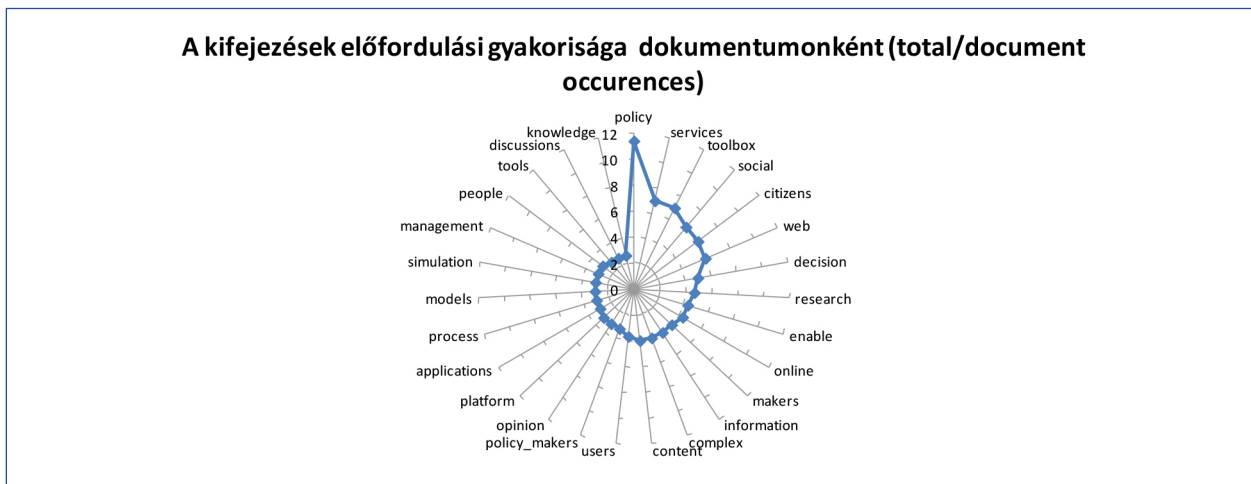 A kifejezések előfordulási gyakorisága dokumentumonként (total/document
occurences)
policy
services
toolbox
social
citizens
web
decision
research
enable
online
makers
information
complex
content
users
policy_makers
opinion
platform
applications
process
models
simulation
management
people
tools
discussions
knowledge
12
10
8
6
4
2
0